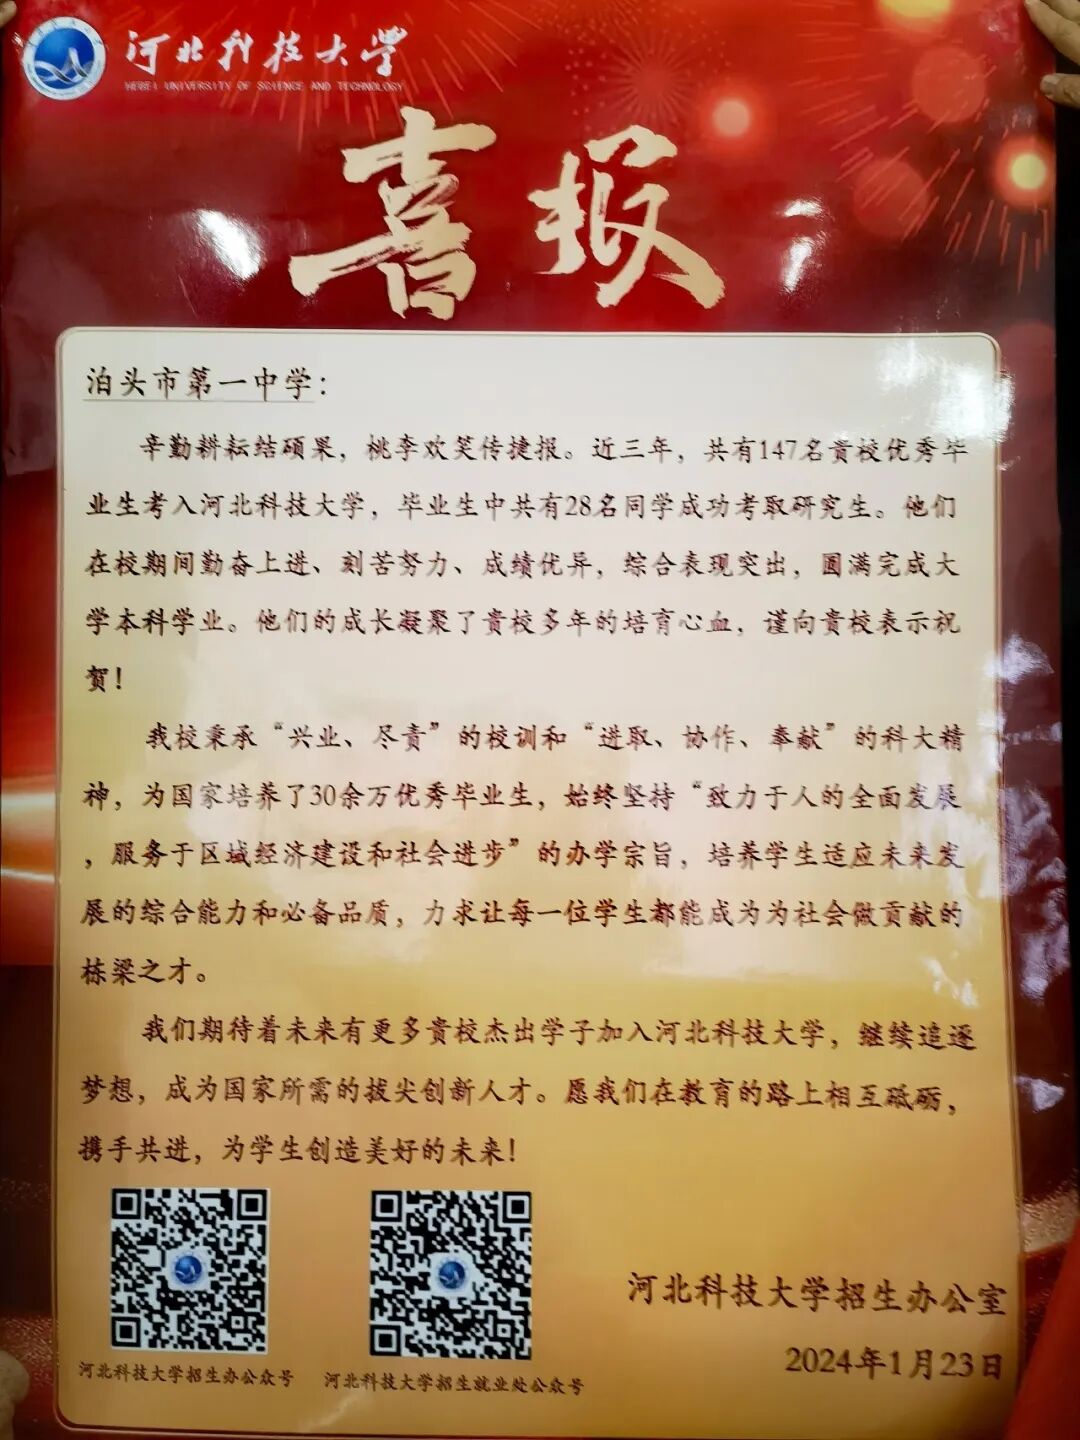 河北科技大学
HEBEI UNIVERSITY OF SCIENCE AND TECHNOLOGY
喜报
泊头市第一中学：
辛勤耕耘结硕果，桃李欢笑传捷报。近三年，共有147名贵校优秀毕
业生考入河北科技大学，毕业生中共有28名同学成功考取研究生。他们
在校期间勤奋上进、刻苦努力、成绩优异，综合表现突出，圆满完成大
学本科学业。他们的成长凝聚了贵校多年的培育心血，谨向贵校表示祝
贺！
我校秉承“兴业、尽责”的校训和“进取、协作、奉献”的科大精
神，为国家培养了30余万优秀毕业生，始终坚持“致力于人的全面发展
，服务于区域经济建设和社会进步”的办学宗旨，培养学生适应未来发
展的综合能力和必备品质，力求让每一位学生都能成为为社会做贡献的
栋梁之才。
我们期待着未来有更多贵校杰出学子加入河北科技大学，继续追逐
梦想，成为国家所需的拔尖创新人才。愿我们在教育的路上相互砥砺，
携手共进，为学生创造美好的未来！
河北科技大学招生办公众号
河北科技大学招生就业处公众号
河北科技大学招生办公室
2024年1月23日